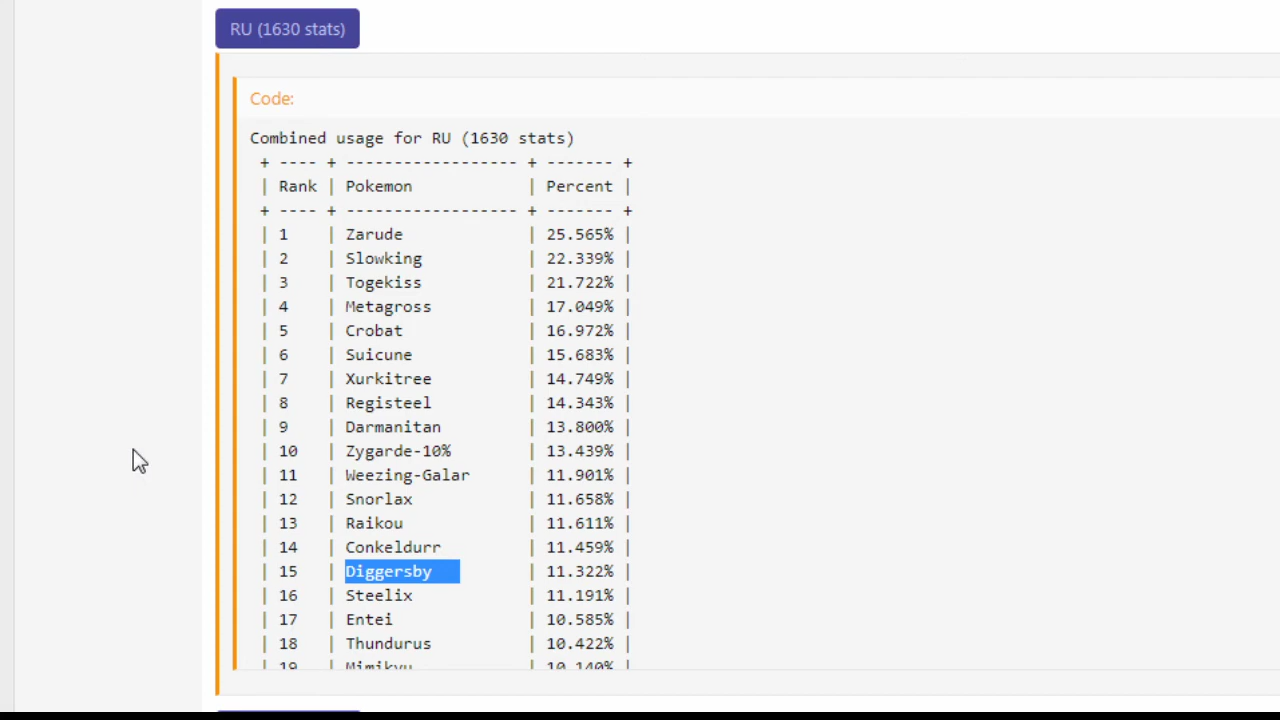 RU (1630 stats)
Code:
Combined usage for RU (1630 stats)
+ ---- + ------------------ + ------- +
| Rank | Pokemon            | Percent |
+ ---- + ------------------ + ------- +
| 1    | Zarude             | 25.565% |
| 2    | Slowking           | 22.339% |
| 3    | Togekiss           | 21.722% |
| 4    | Metagross          | 17.049% |
| 5    | Crobat             | 16.972% |
| 6    | Suicune            | 15.683% |
| 7    | Xurkitree          | 14.749% |
| 8    | Registeel          | 14.343% |
| 9    | Darmanitan         | 13.800% |
| 10   | Zygarde-10%        | 13.439% |
| 11   | Weezing-Galar      | 11.901% |
| 12   | Snorlax            | 11.658% |
| 13   | Raikou             | 11.611% |
| 14   | Conkeldurr         | 11.459% |
| 15   | Diggersby          | 11.322% |
| 16   | Steelix            | 11.191% |
| 17   | Entei              | 10.585% |
| 18   | Thundurus          | 10.422% |
| 19   | Mimikyu            | 10.140% |